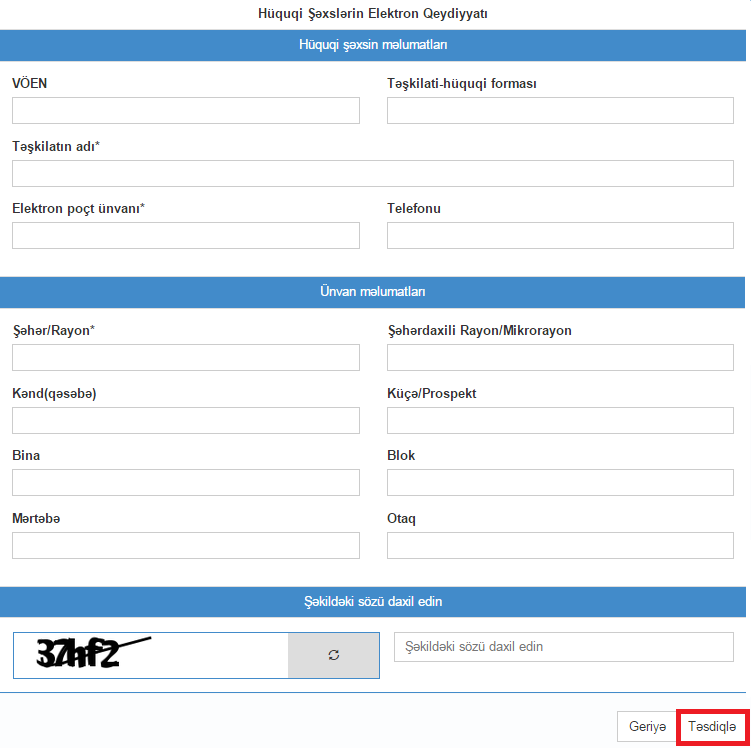 Hüquqi Şəxslərin Elektron Qeydiyyatı
Hüquqi şəxsin məlumatları
VÖEN
Təşkilati-hüquqi forması
Təşkilatın adı*
Elektron poçt ünvanı*
Telefonu
Ünvan məlumatları
Şəhər/Rayon*
Şəhərdaxili Rayon/Mikrorayon
Kənd(qəsəbə)
Küçə/Prospekt
Bina
Blok
Mərtəbə
Otaq
Şəkildəki sözü daxil edin
37hf2
Şəkildəki sözü daxil edin
Geriyə
Təsdiqlə